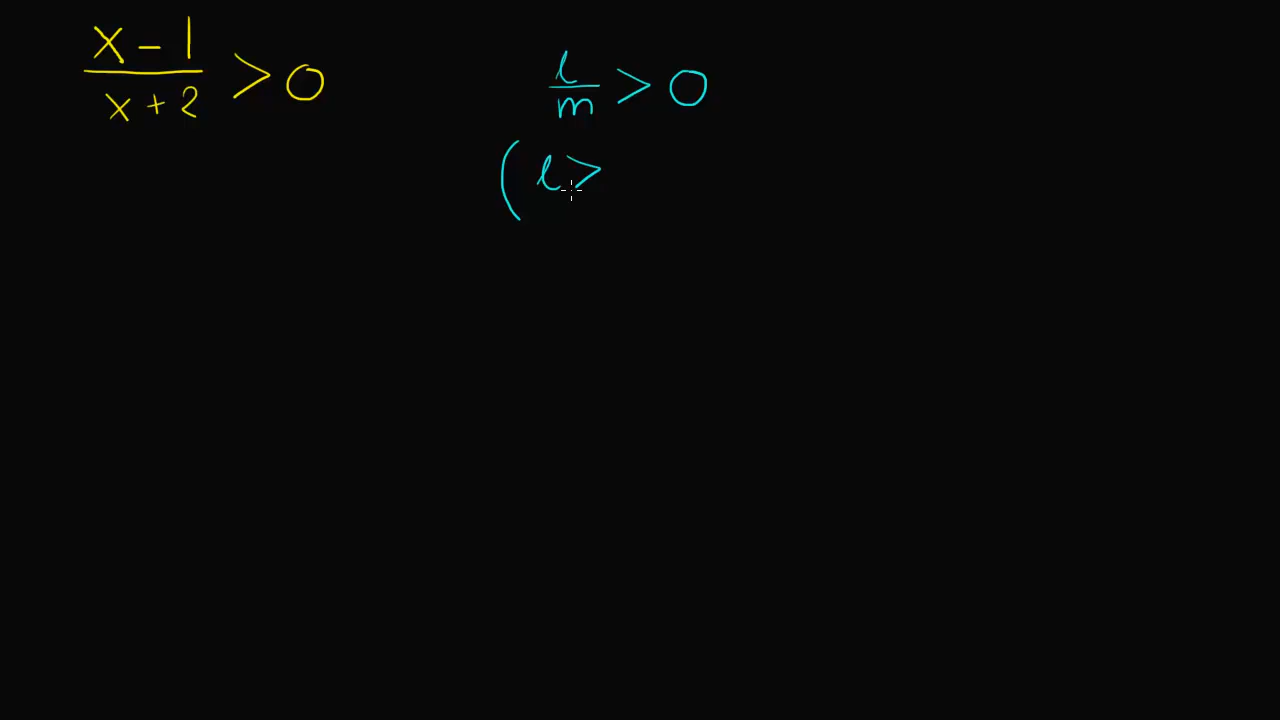 (x - 1)/(x + 2) > 0
l/m > 0
( l >